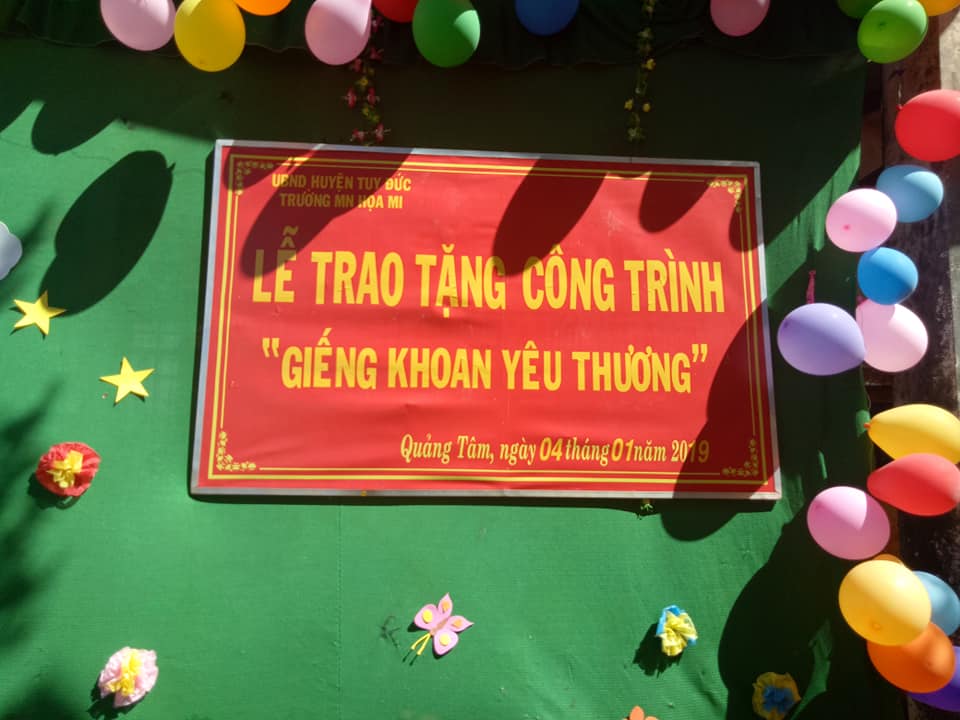 UBND HUYỆN TUY ĐỨC
TRƯỜNG MN HỌA MI
LỄ TRAO TẶNG CÔNG TRÌNH
"GIẾNG KHOAN YÊU THƯƠNG"
Quảng Tâm, ngày 04 tháng 01 năm 2019